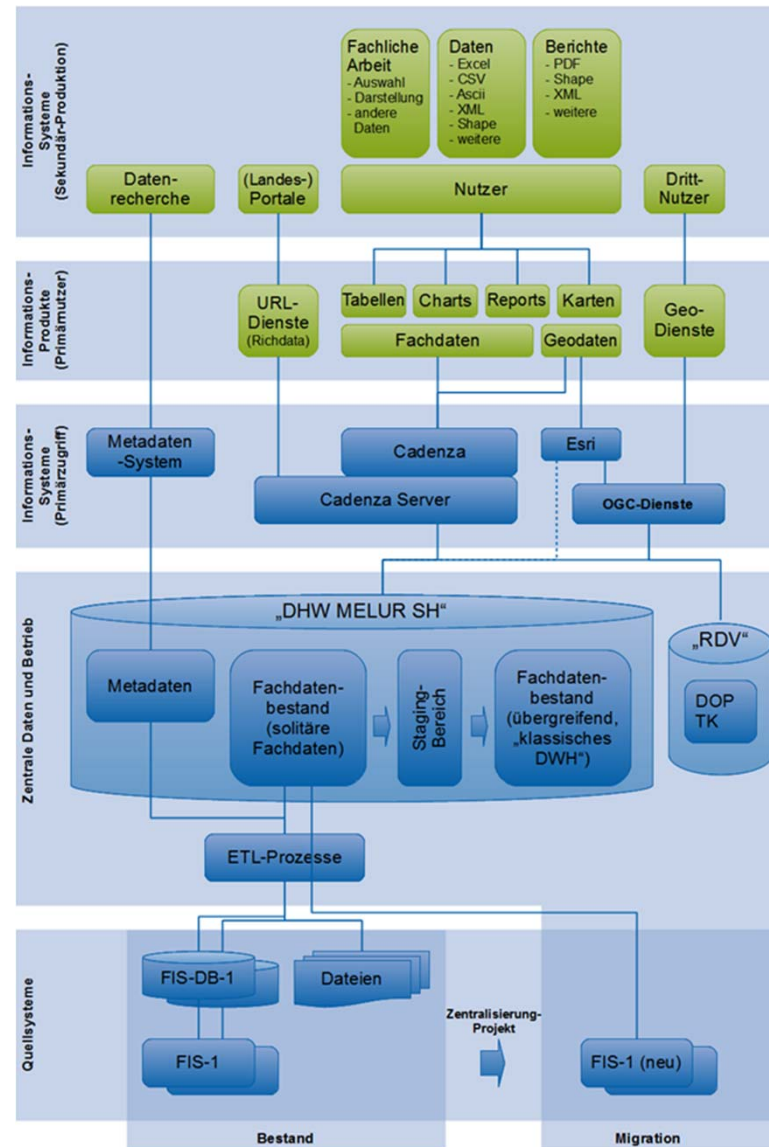 Informations-
Systeme
(Sekundär-Produktion)
Fachliche
Arbeit
- Auswahl
- Darstellung
- andere
Daten
Daten
- Excel
- CSV
- Ascii
- XML
- Shape
- weitere
Berichte
- PDF
- Shape
- XML
- weitere
Daten-
recherche
(Landes-)
Portale
Nutzer
Dritt-
Nutzer
Informations-
Produkte
(Primärnutzer)
URL-
Dienste
(Richdata)
Tabellen
Charts
Reports
Karten
Fachdaten
Geodaten
Geo-
Dienste
Informations-
Systeme
(Primärzugriff)
Metadaten
-System
Cadenza
Cadenza Server
Esri
OGC-Dienste
Zentrale Daten und Betrieb
„DHW MELUR SH“
Metadaten
Fachdaten-
bestand
(solitäre
Fachdaten)
Staging-
Bereich
Fachdaten-
bestand
(übergreifend,
„klassisches
DWH“)
„RDV“
DOP
TK
ETL-Prozesse
Quellsysteme
FIS-DB-1
Dateien
FIS-1
Zentralisierung-
Projekt
FIS-1 (neu)
Bestand
Migration